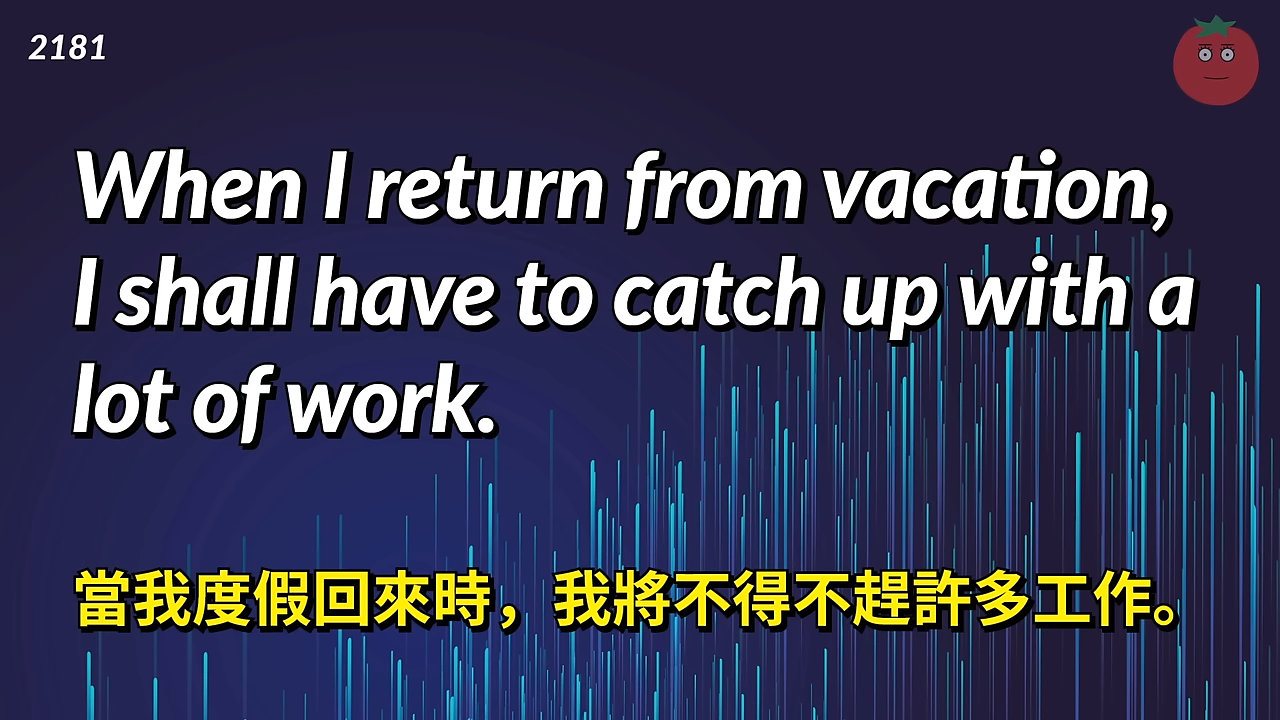 2181
When I return from vacation,
I shall have to catch up with a
lot of work.
當我度假回來時，我將不得不趕許多工作。